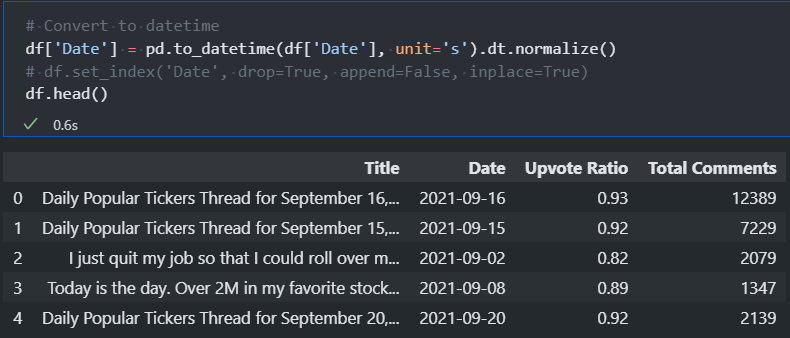 # Convert to datetime
df['Date'] = pd.to_datetime(df['Date'], unit='s').dt.normalize()
# df.set_index('Date', drop=True, append=False, inplace=True)
df.head()
0.6s
Title Date Upvote Ratio Total Comments
0 Daily Popular Tickers Thread for September 16,... 2021-09-16 0.93 12389
1 Daily Popular Tickers Thread for September 15,... 2021-09-15 0.92 7229
2 I just quit my job so that I could roll over m... 2021-09-02 0.82 2079
3 Today is the day. Over 2M in my favorite stock... 2021-09-08 0.89 1347
4 Daily Popular Tickers Thread for September 20,... 2021-09-20 0.92 2139